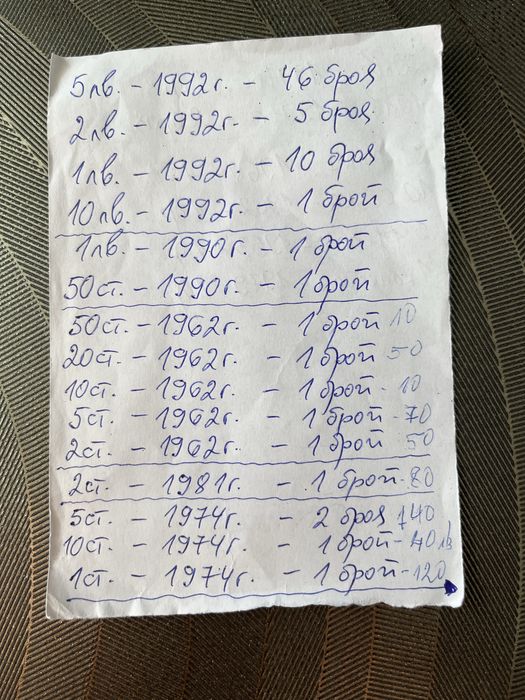 5лв. - 1992г. - 46 броя
2лв. - 1992г. - 5 броя
1лв. - 1992г. - 10 броя
10лв. - 1992г. - 1 брой
1лв. - 1990г. - 1 брой
50ст. - 1990г. - 1 брой
50ст. - 1962г. - 1 брой 10
20ст. - 1962г. - 1 брой 50
10ст. - 1962г. - 1 брой - 10
5ст. - 1962г. - 1 брой - 70
2ст. - 1962г. - 1 брой 50
2ст. - 1981г. - 1 брой - 80
5ст. - 1974г. - 2 броя 140
10ст. - 1974г. - 1 брой - 40лв
1ст. - 1974г. - 1 брой - 120